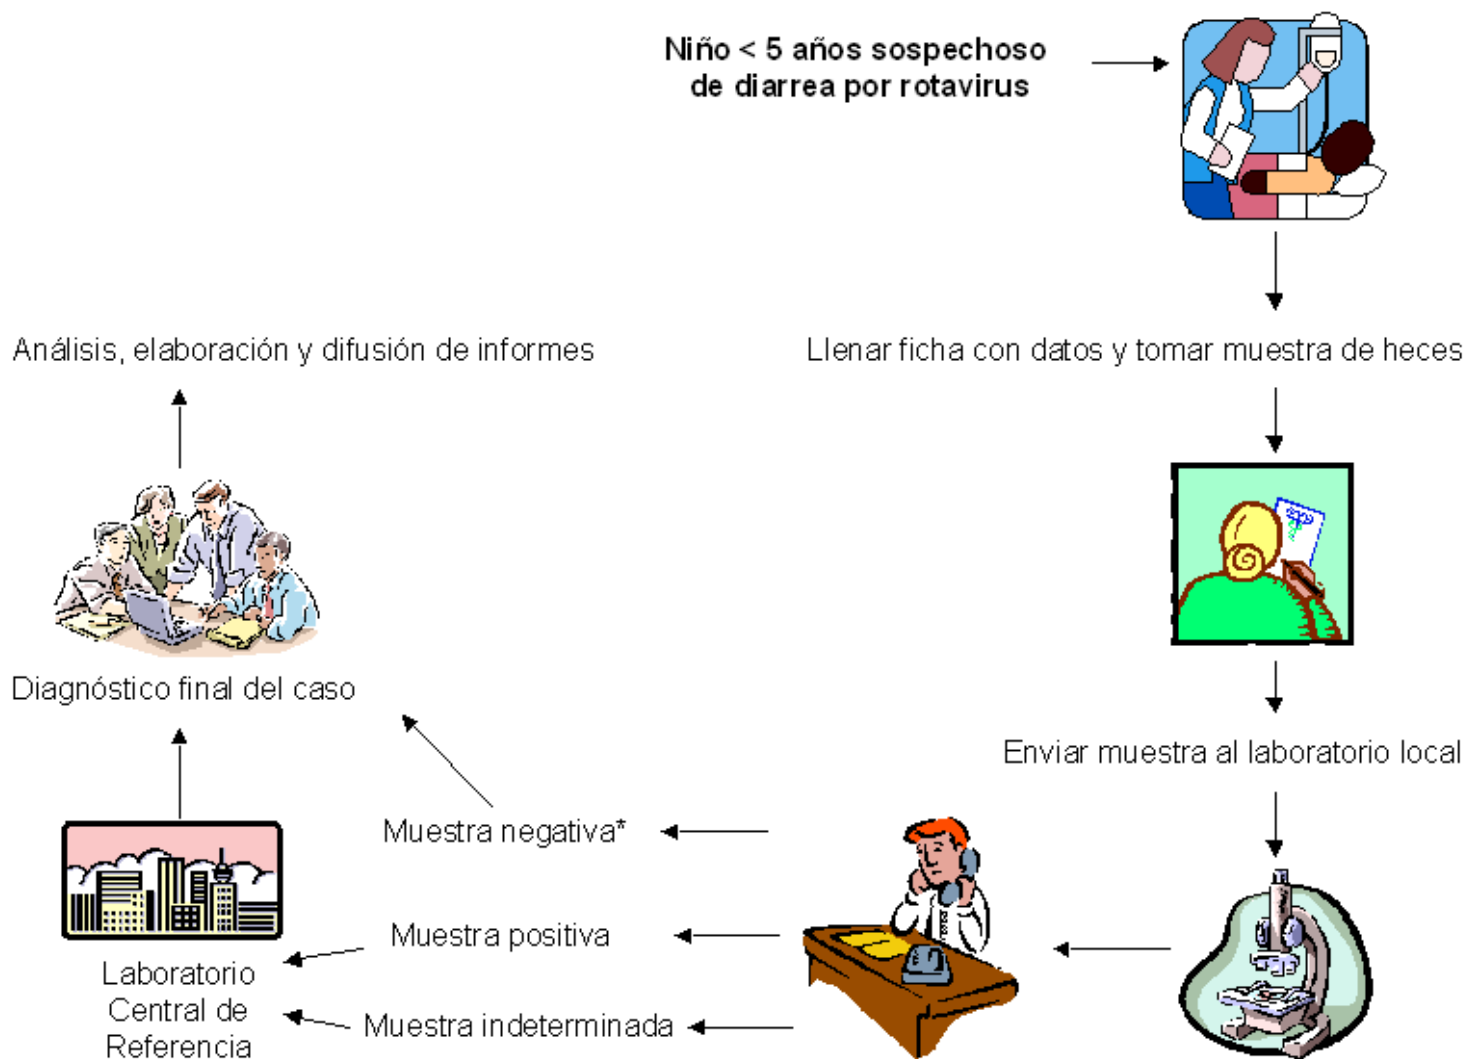 Niño < 5 años sospechoso
de diarrea por rotavirus
Llenar ficha con datos y tomar muestra de heces
Enviar muestra al laboratorio local
Muestra negativa*
Muestra positiva
Muestra indeterminada
Laboratorio
Central de
Referencia
Diagnóstico final del caso
Análisis, elaboración y difusión de informes